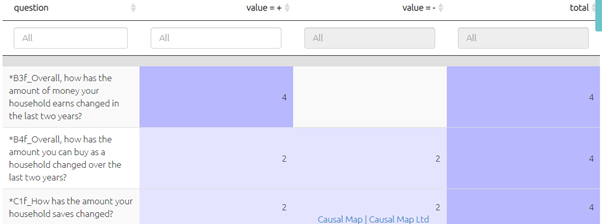 question value = + value = - total
All All All All
*B3f_Overall, how has the
amount of money your
household earns changed in
the last two years?
4 4
*B4f_Overall, how has the
amount you can buy as a
household changed over the
last two years?
2 2 4
*C1f_How has the amount your
household saves changed?
2 2 4
Causal Map | Causal Map Ltd